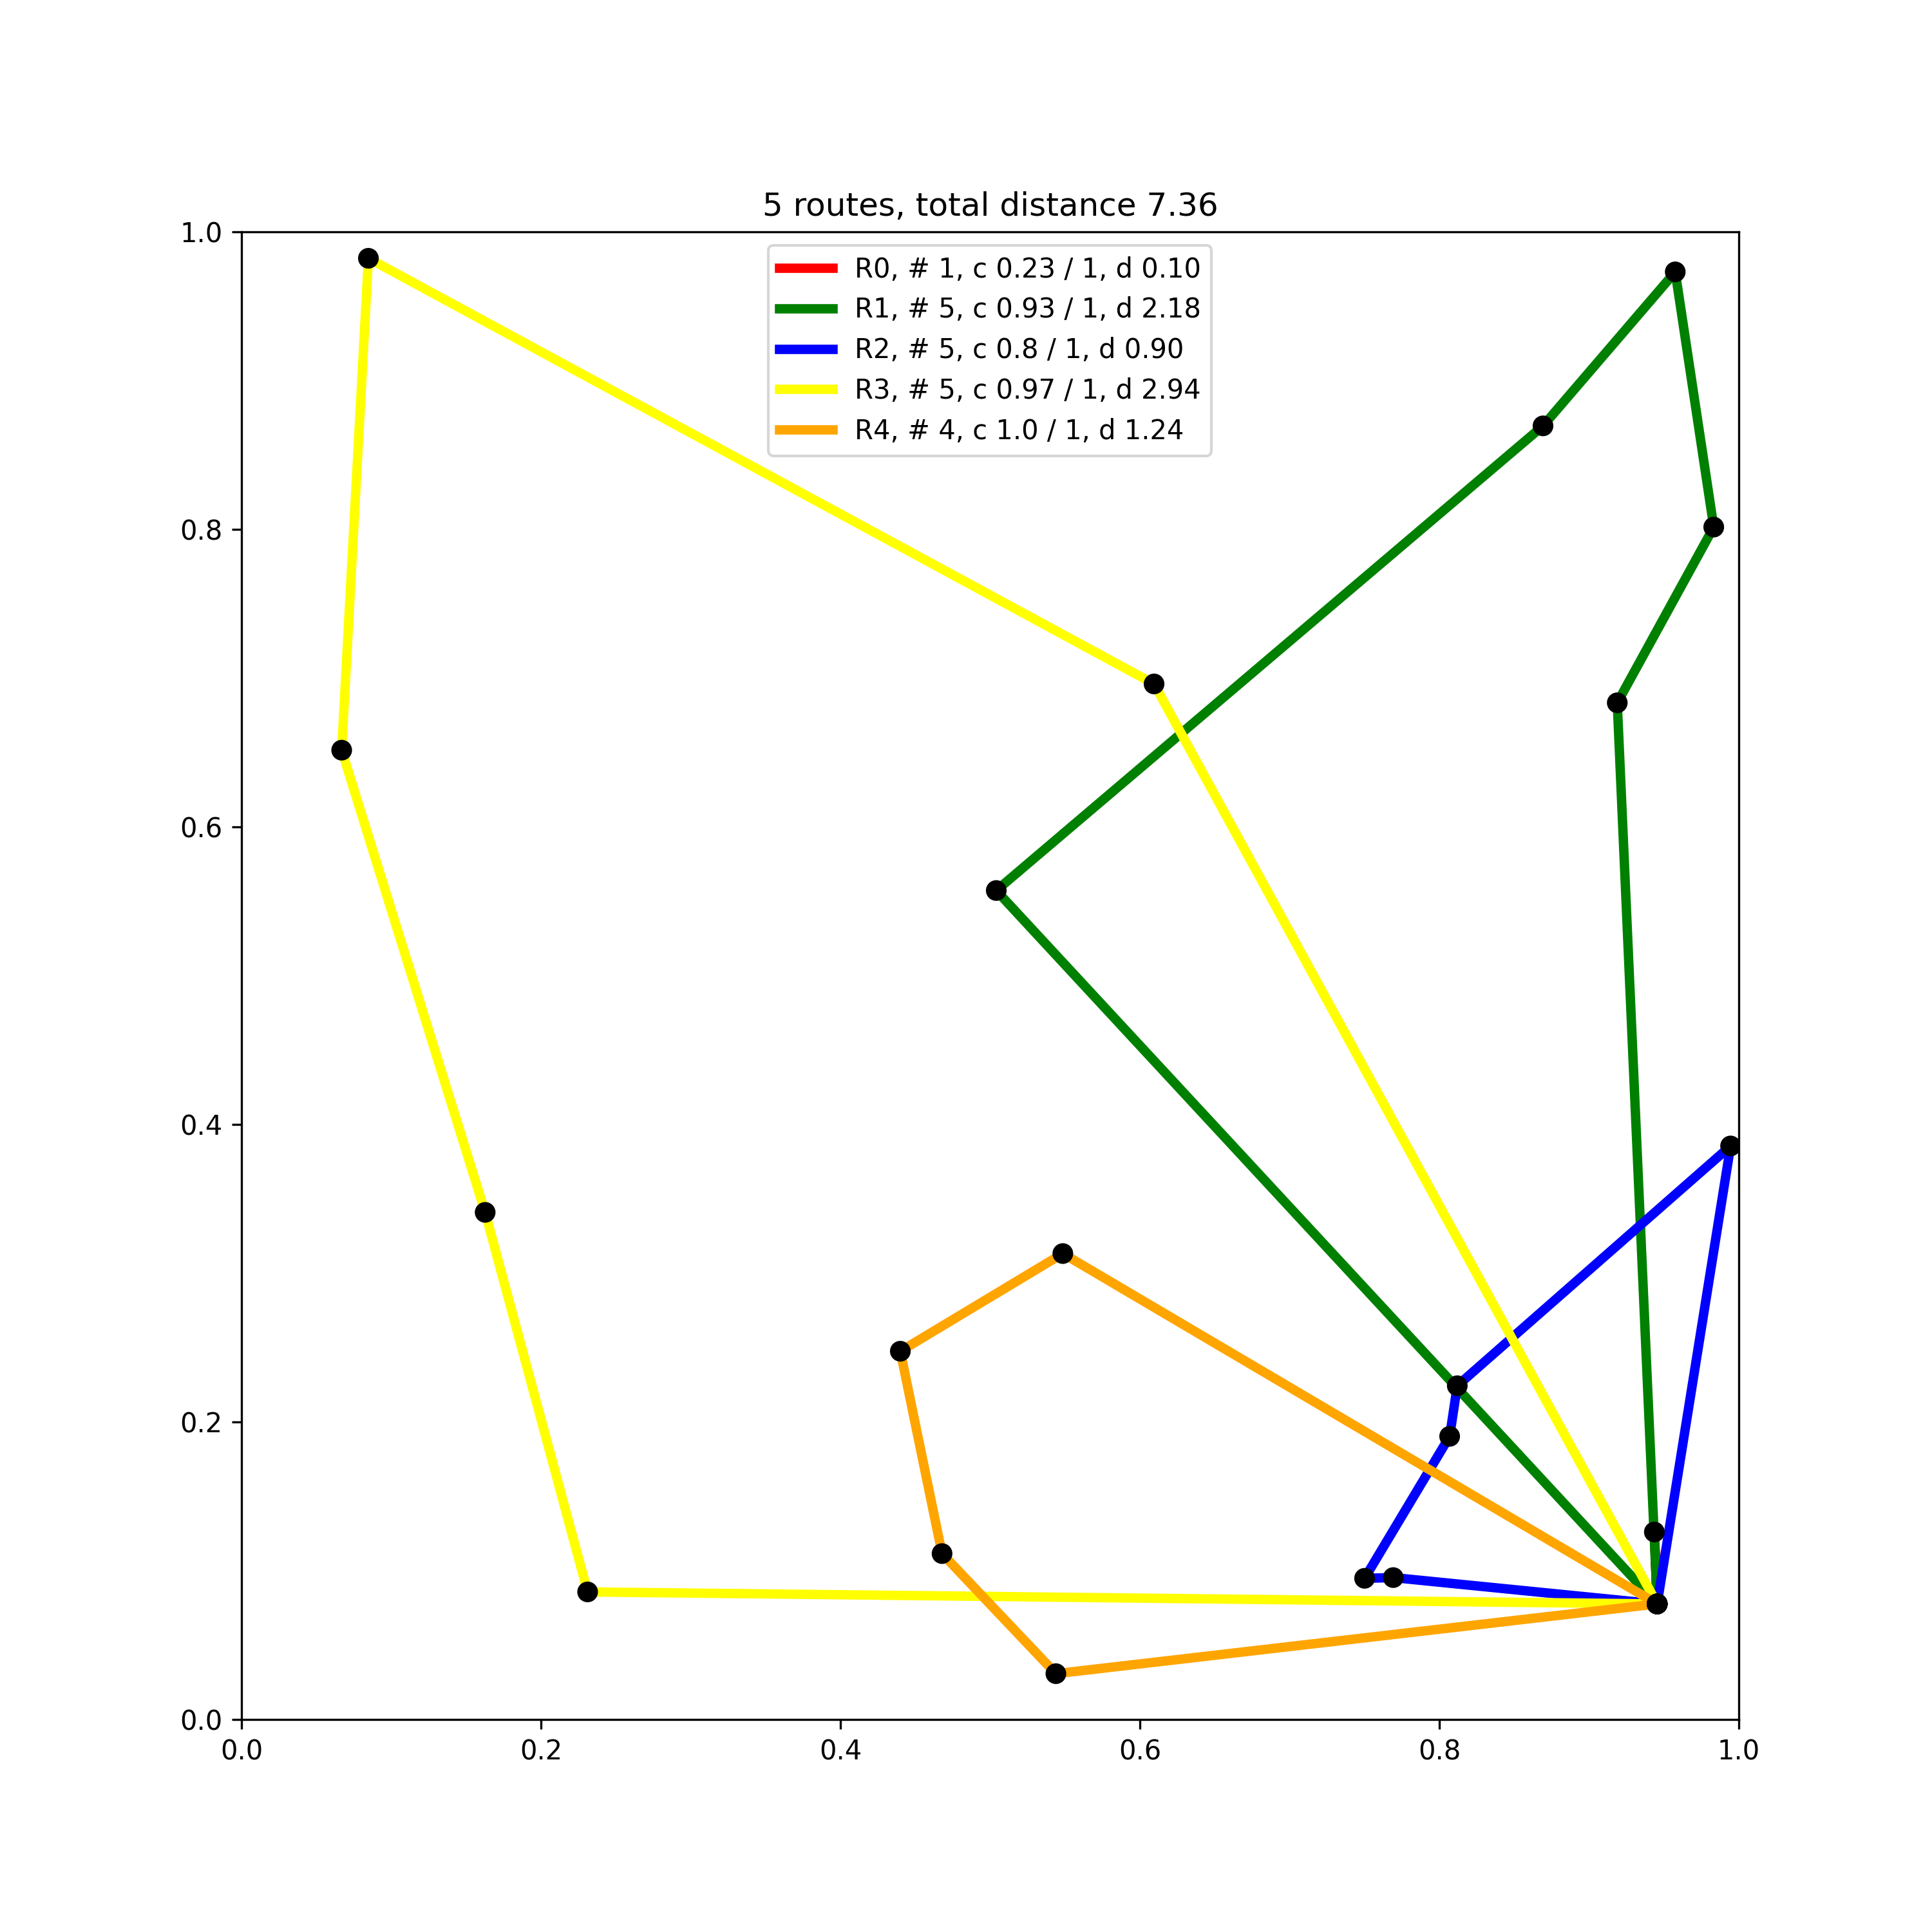 5 routes, total distance 7.36
1.0
R0, # 1, c 0.23 / 1, d 0.10
R1, # 5, c 0.93 / 1, d 2.18
R2, # 5, c 0.8 / 1, d 0.90
R3, # 5, c 0.97 / 1, d 2.94
R4, # 4, c 1.0 / 1, d 1.24
0.8
0.6
0.4
0.2
0.0
0.0 0.2 0.4 0.6 0.8 1.0